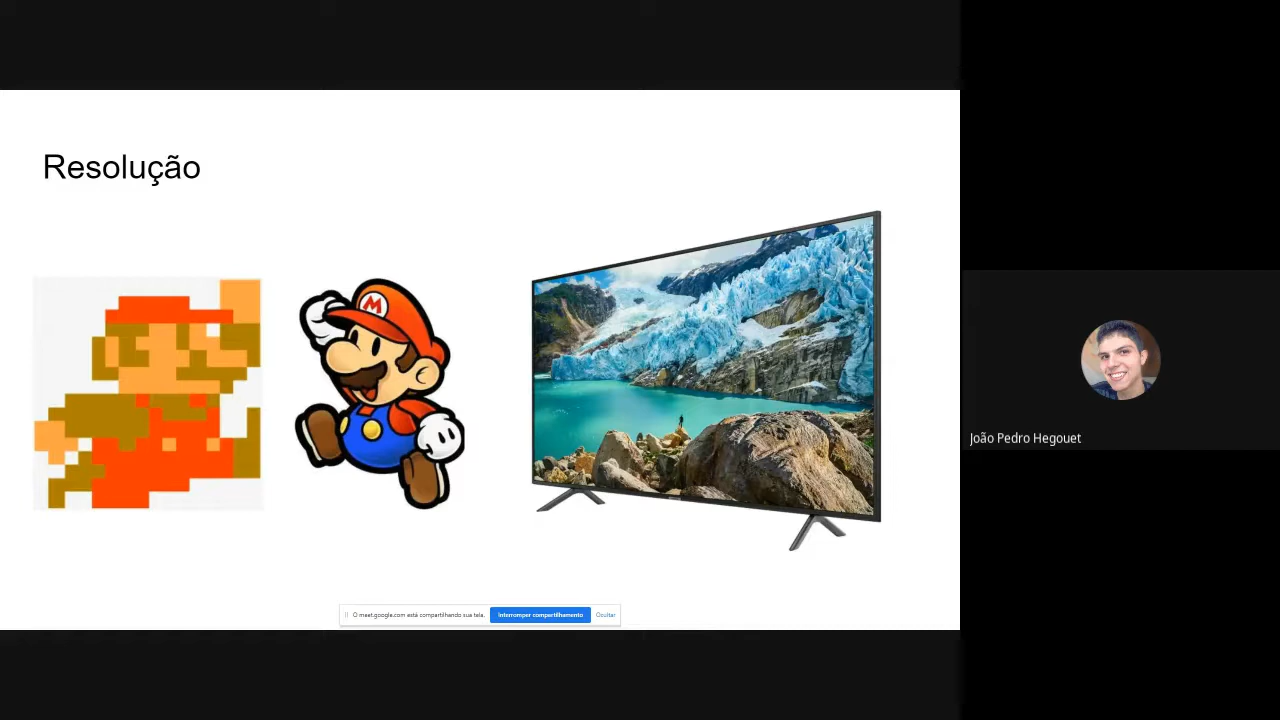 Resolução
M
O meet.google.com está compartilhando sua tela.
Interromper compartilhamento
Ocultar
João Pedro Hegouet